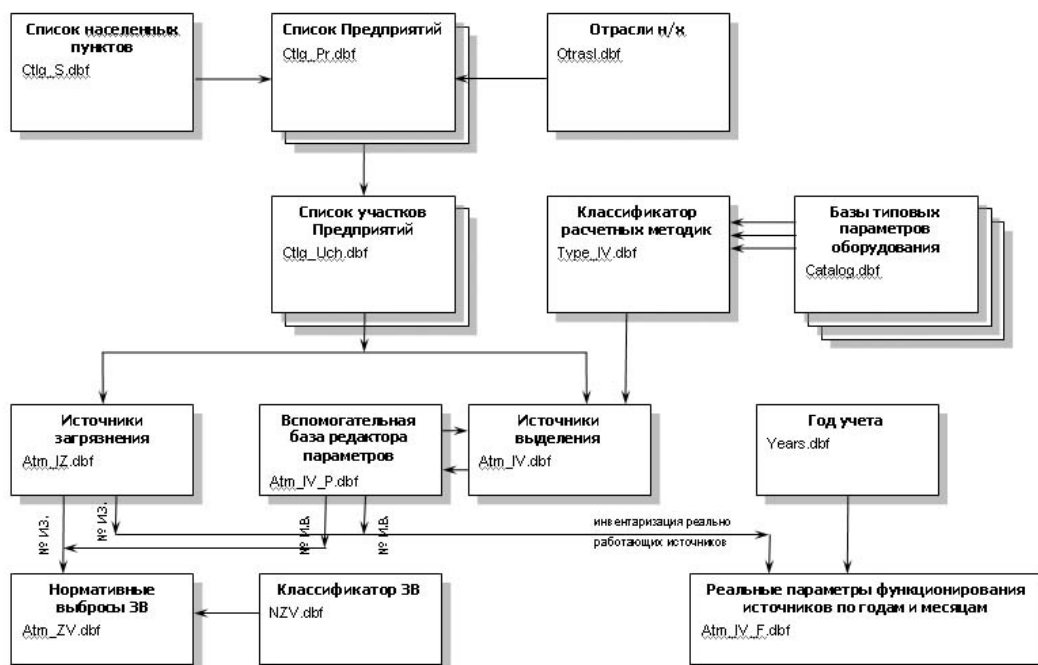 Список населенных
пунктов
Ctlg_S.dbf
Список Предприятий
Ctlg_Pr.dbf
Отрасли н/х
Otrasl.dbf
Список участков
Предприятий
Ctlg_Uch.dbf
Классификатор
расчетных методик
Type_IV.dbf
Базы типовых
параметров
оборудования
Catalog.dbf
Источники
загрязнения
Atm_IZ.dbf
Вспомогательная
база редактора
параметров
Atm_IV_P.dbf
Источники
выделения
Atm_IV.dbf
Год учета
Years.dbf
№ И.З.
№ И.З.
№ И.В.
№ И.В.
инвентаризация реально
работающих источников
Нормативные
выбросы ЗВ
Atm_ZV.dbf
Классификатор ЗВ
NZV.dbf
Реальные параметры функционирования
источников по годам и месяцам
Atm_IV_F.dbf